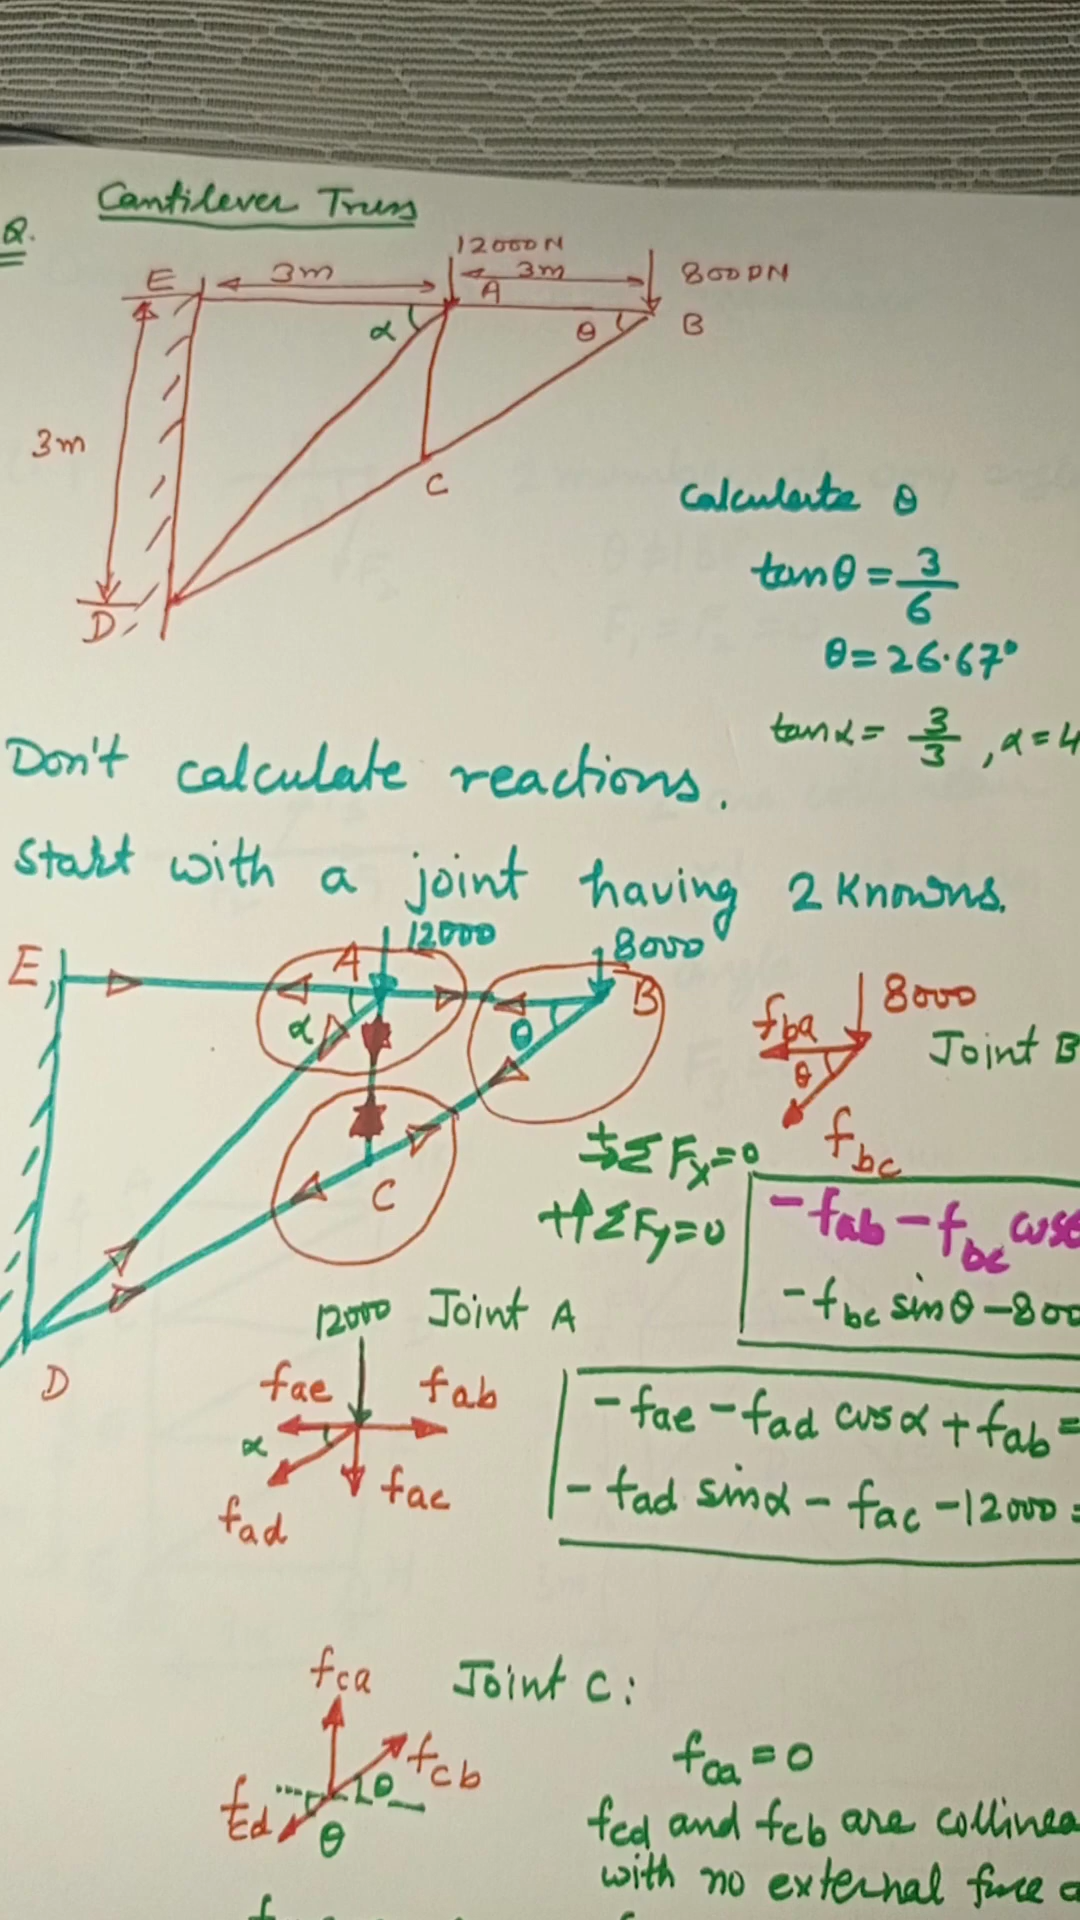 Cantilever Truss
Q.
12000N
E 3m 3m 8000N
A
α θ B
3m
C
D
Calculate θ
tanθ = 3/6
θ = 26.67°
tanα = 3/3 , α = 4
Don't calculate reactions.
Start with a joint having 2 Knowns.
E A 12000 8000 B
α θ
C
D
fba 8000 Joint B
θ
fbc
+ΣFx=0
+↑ΣFy=0
-fab - fbc cosθ
-fbc sinθ - 800
12000 Joint A
fae fab
α
fad fac
-fae - fad cosα + fab =
- fad sinα - fac - 12000 =
fca Joint C:
fcb θ
fcd θ
fca = 0
fcd and fcb are collinea
with no external force